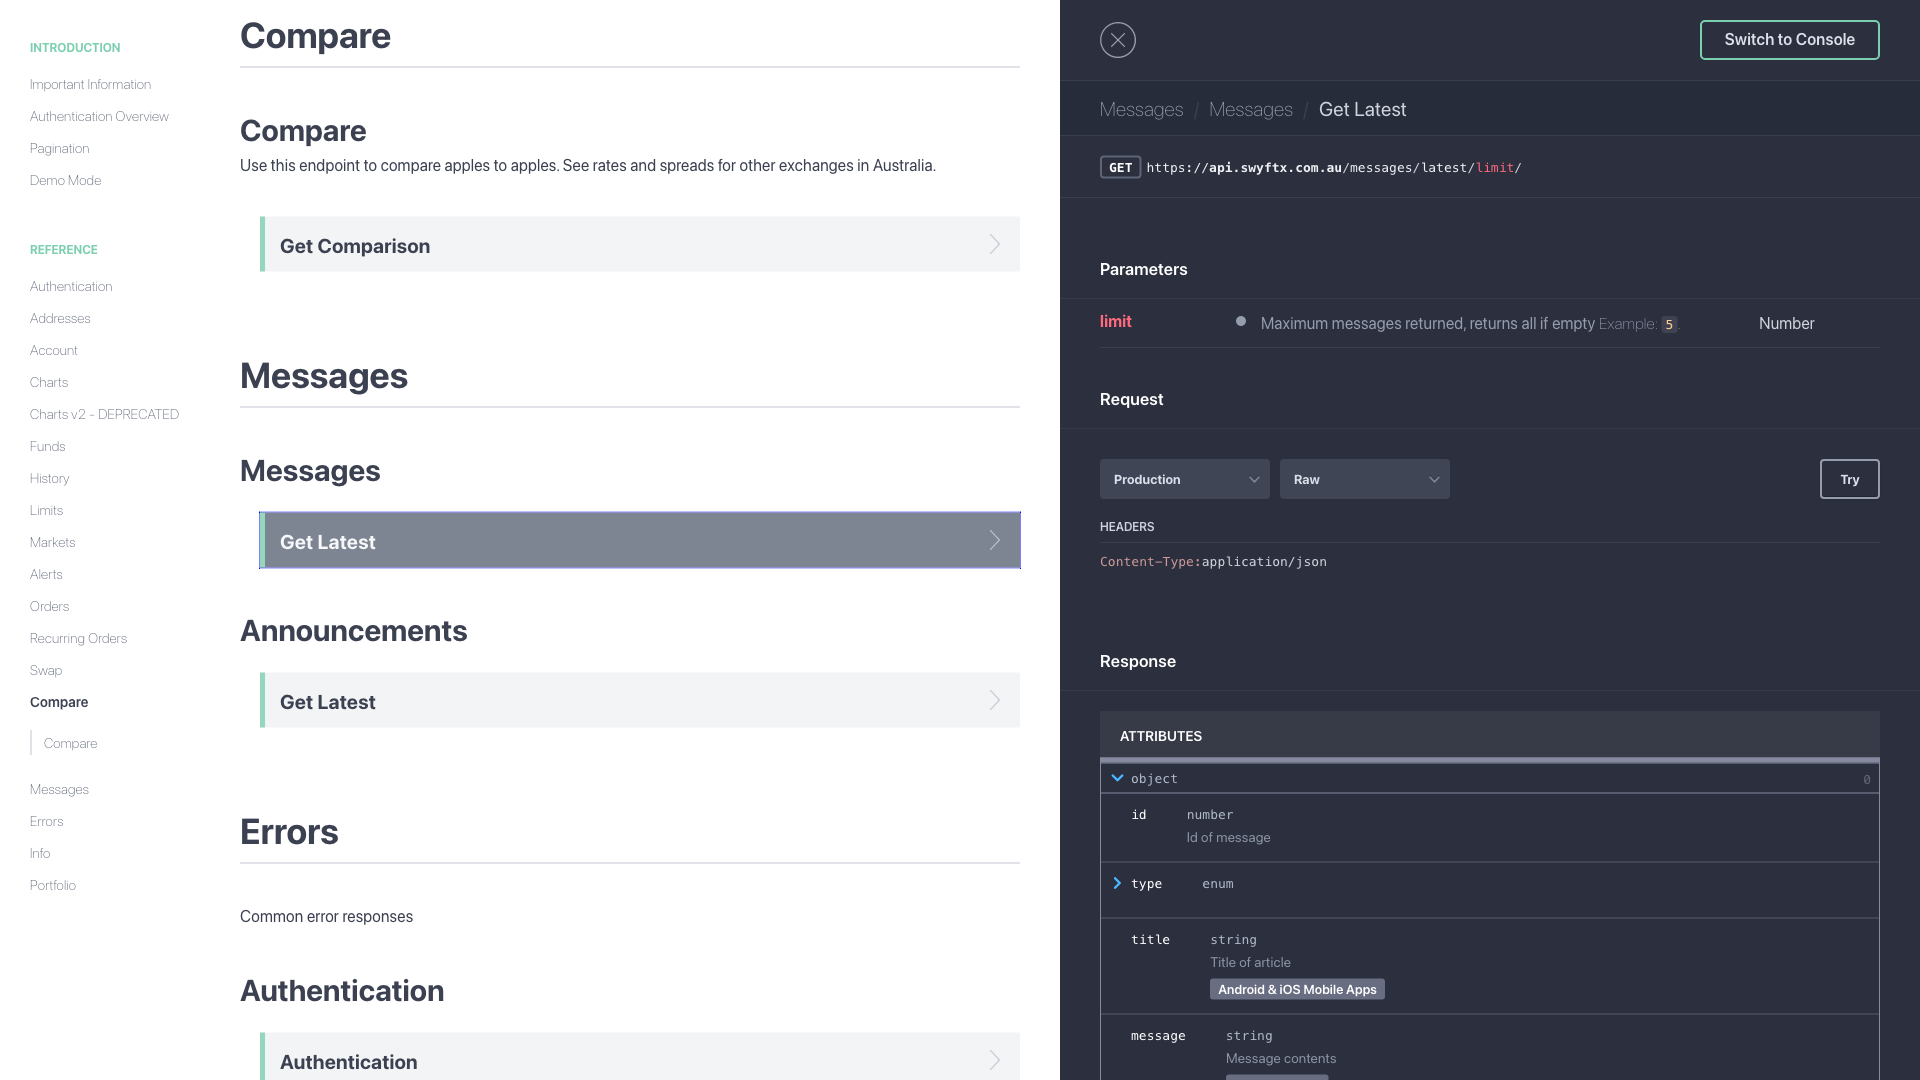 INTRODUCTION
Important Information
Authentication Overview
Pagination
Demo Mode
REFERENCE
Authentication
Addresses
Account
Charts
Charts v2 - DEPRECATED
Funds
History
Limits
Markets
Alerts
Orders
Recurring Orders
Swap
Compare
Compare
Messages
Errors
Info
Portfolio
Compare
Compare
Use this endpoint to compare apples to apples. See rates and spreads for other exchanges in Australia.
Get Comparison
Messages
Messages
Get Latest
Announcements
Get Latest
Errors
Common error responses
Authentication
Authentication
Switch to Console
Messages / Messages / Get Latest
GET https://api.swyftx.com.au/messages/latest/limit/
Parameters
limit Maximum messages returned, returns all if empty Example: 5. Number
Request
Production Raw Try
HEADERS
Content-Type:application/json
Response
ATTRIBUTES
object 0
id number
Id of message
type enum
title string
Title of article
Android & iOS Mobile Apps
message string
Message contents